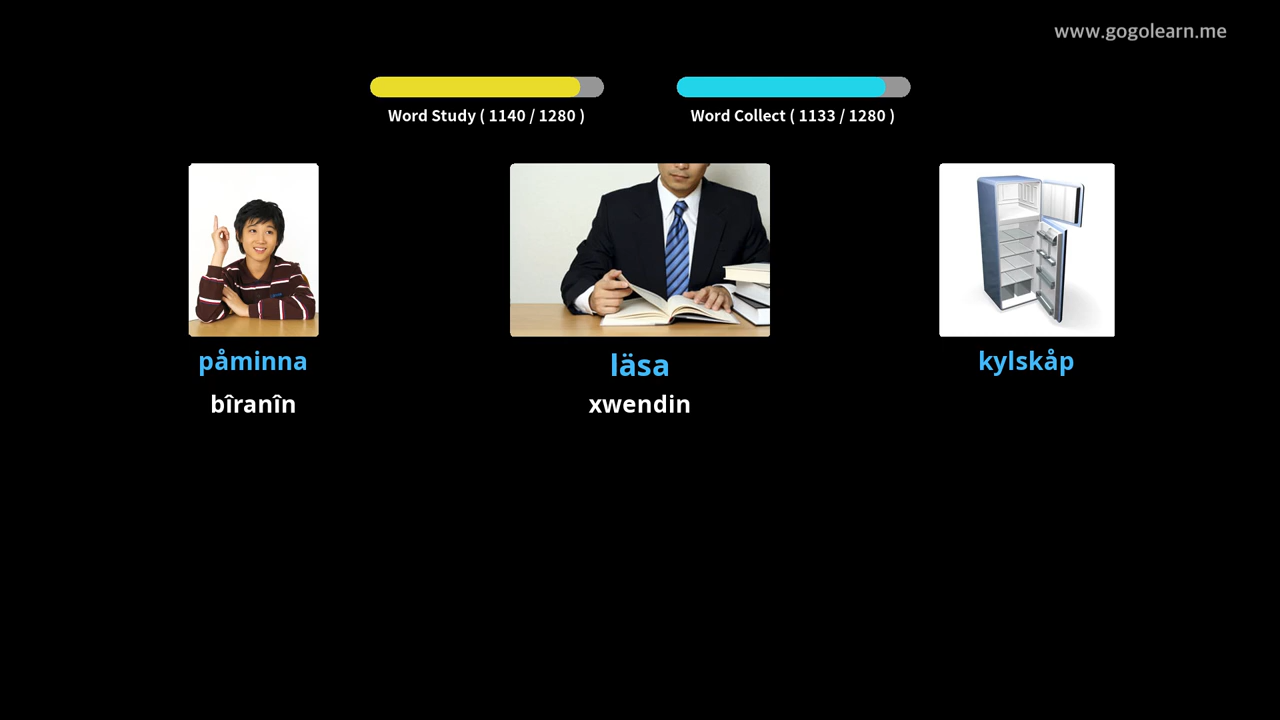 www.gogolearn.me
Word Study ( 1140 / 1280 )
Word Collect ( 1133 / 1280 )
påminna
läsa
kylskåp
bîranîn
xwendin